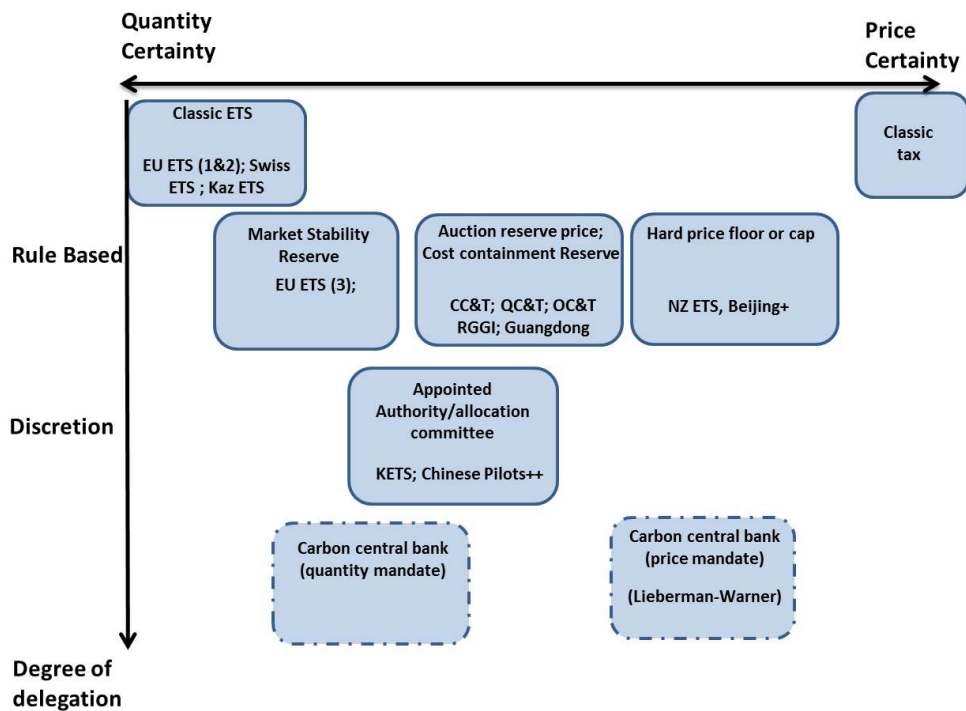 Quantity
Certainty
Price
Certainty
Classic ETS
EU ETS (1&2); Swiss
ETS ; Kaz ETS
Classic
tax
Rule Based
Market Stability
Reserve
EU ETS (3);
Auction reserve price;
Cost containment Reserve
CC&T; QC&T; OC&T
RGGI; Guangdong
Hard price floor or cap
NZ ETS, Beijing+
Discretion
Appointed
Authority/allocation
committee
KETS; Chinese Pilots++
Carbon central bank
(quantity mandate)
Carbon central bank
(price mandate)
(Lieberman-Warner)
Degree of
delegation